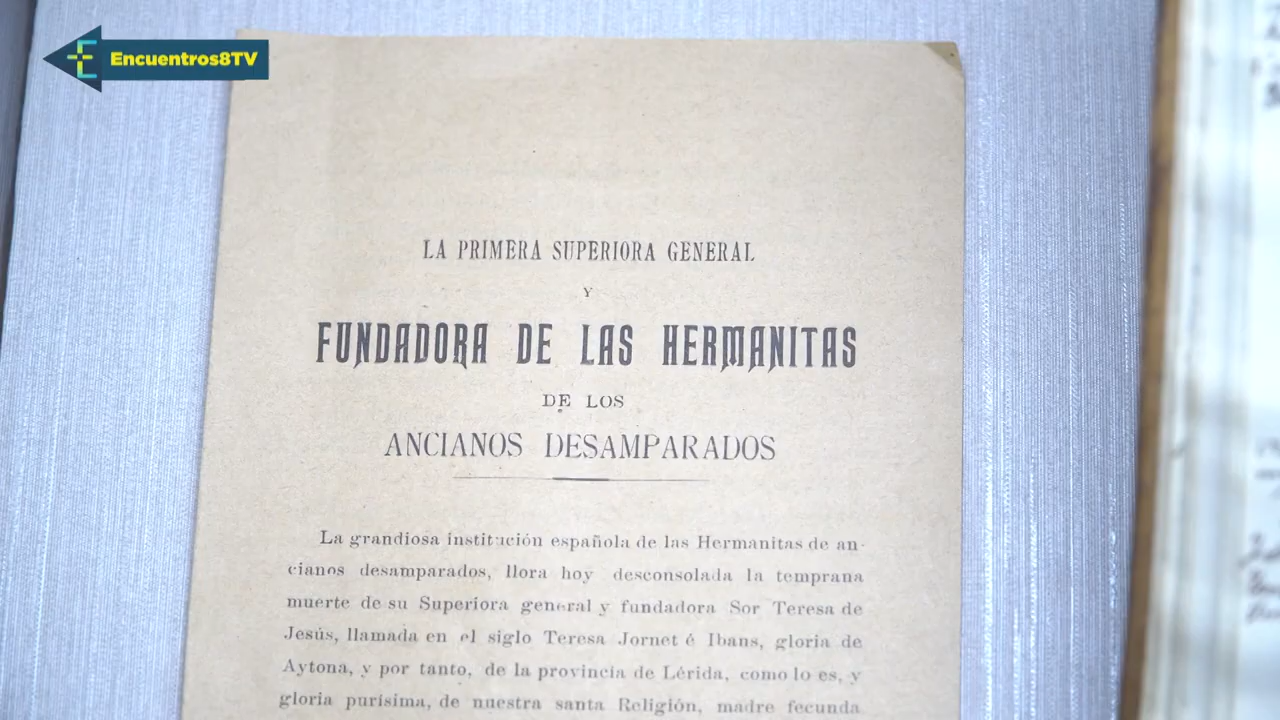 Encuentros8TV
LA PRIMERA SUPERIORA GENERAL
Y
FUNDADORA DE LAS HERMANITAS
DE LOS
ANCIANOS DESAMPARADOS
La grandiosa institución española de las Hermanitas de an-
cianos desamparados, llora hoy desconsolada la temprana
muerte de su Superiora general y fundadora Sor Teresa de
Jesús, llamada en el siglo Teresa Jornet é Ibans, gloria de
Aytona, y por tanto, de la provincia de Lérida, como lo es, y
gloria purísima, de nuestra santa Religión, madre fecunda